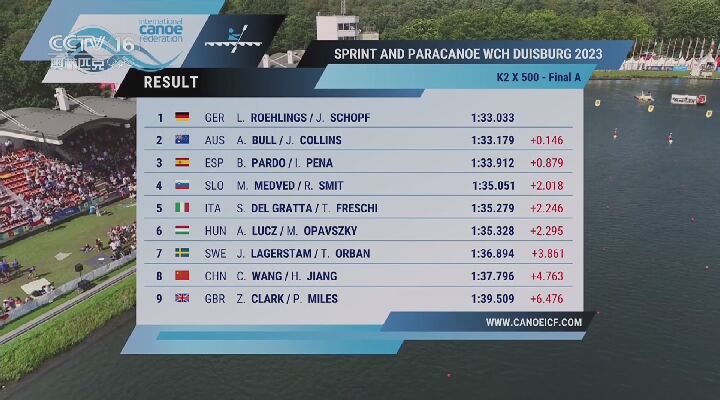 CCTV 16
奥林匹克
international
canoe
federation
SPRINT AND PARACANOE WCH DUISBURG 2023
RESULT
K2 X 500 - Final A
1 GER L. ROEHLINGS / J. SCHOPF 1:33.033
2 AUS A. BULL / J. COLLINS 1:33.179 +0.146
3 ESP B. PARDO / I. PENA 1:33.912 +0.879
4 SLO M. MEDVED / R. SMIT 1:35.051 +2.018
5 ITA S. DEL GRATTA / T. FRESCHI 1:35.279 +2.246
6 HUN A. LUCZ / M. OPAVSZKY 1:35.328 +2.295
7 SWE J. LAGERSTAM / T. ORBAN 1:36.894 +3.861
8 CHN C. WANG / H. JIANG 1:37.796 +4.763
9 GBR Z. CLARK / P. MILES 1:39.509 +6.476
WWW.CANOEICF.COM